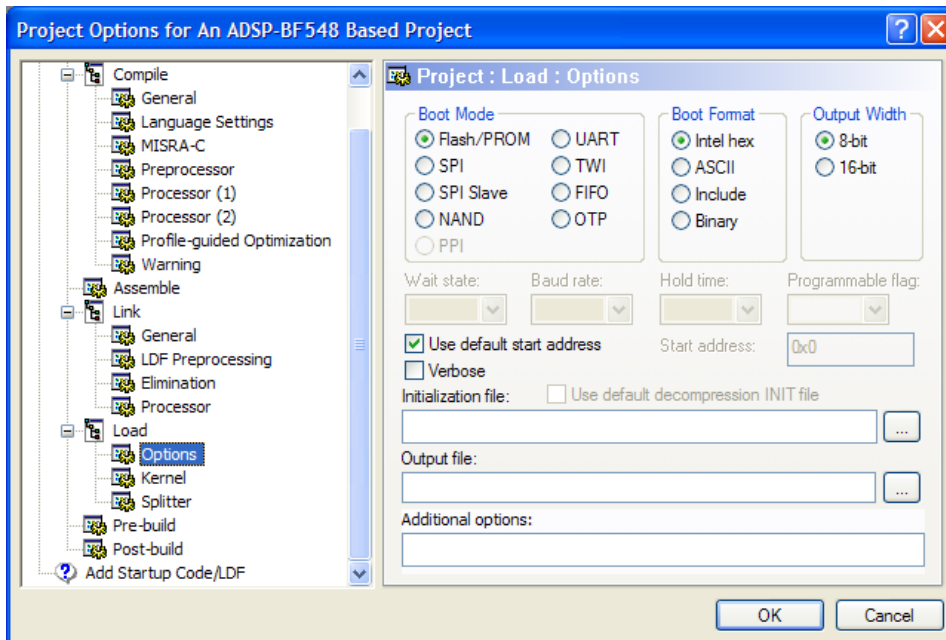 Project Options for An ADSP-BF548 Based Project
Compile
General
Language Settings
MISRA-C
Preprocessor
Processor (1)
Processor (2)
Profile-guided Optimization
Warning
Assemble
Link
General
LDF Preprocessing
Elimination
Processor
Load
Options
Kernel
Splitter
Pre-build
Post-build
Add Startup Code/LDF
Project : Load : Options
Boot Mode
Flash/PROM UART
SPI TWI
SPI Slave FIFO
NAND OTP
PPI
Boot Format
Intel hex
ASCII
Include
Binary
Output Width
8-bit
16-bit
Wait state: Baud rate: Hold time: Programmable flag:
Use default start address Start address: 0x0
Verbose
Initialization file: Use default decompression INIT file
...
Output file:
...
Additional options:
OK Cancel